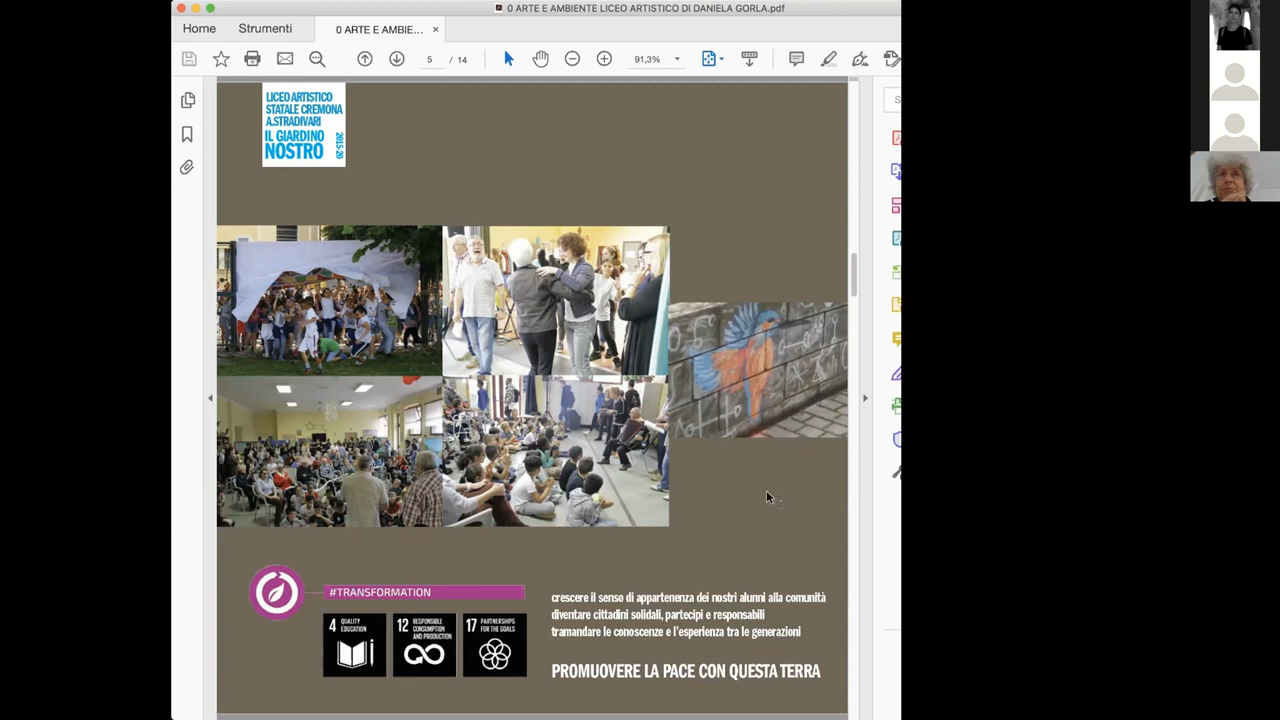 0 ARTE E AMBIENTE LICEO ARTISTICO DI DANIELA GORLA.pdf
Home
Strumenti
0 ARTE E AMBIE...
5 / 14
91,3%
LICEO ARTISTICO
STATALE CREMONA
A.STRADIVARI
IL GIARDINO
NOSTRO
2015-20
#TRANSFORMATION
4 QUALITY
EDUCATION
12 RESPONSIBLE
CONSUMPTION
AND PRODUCTION
17 PARTNERSHIPS
FOR THE GOALS
crescere il senso di appartenenza dei nostri alunni alla comunità
diventare cittadini solidali, partecipi e responsabili
tramandare le conoscenze e l'esperienza tra le generazioni
PROMUOVERE LA PACE CON QUESTA TERRA